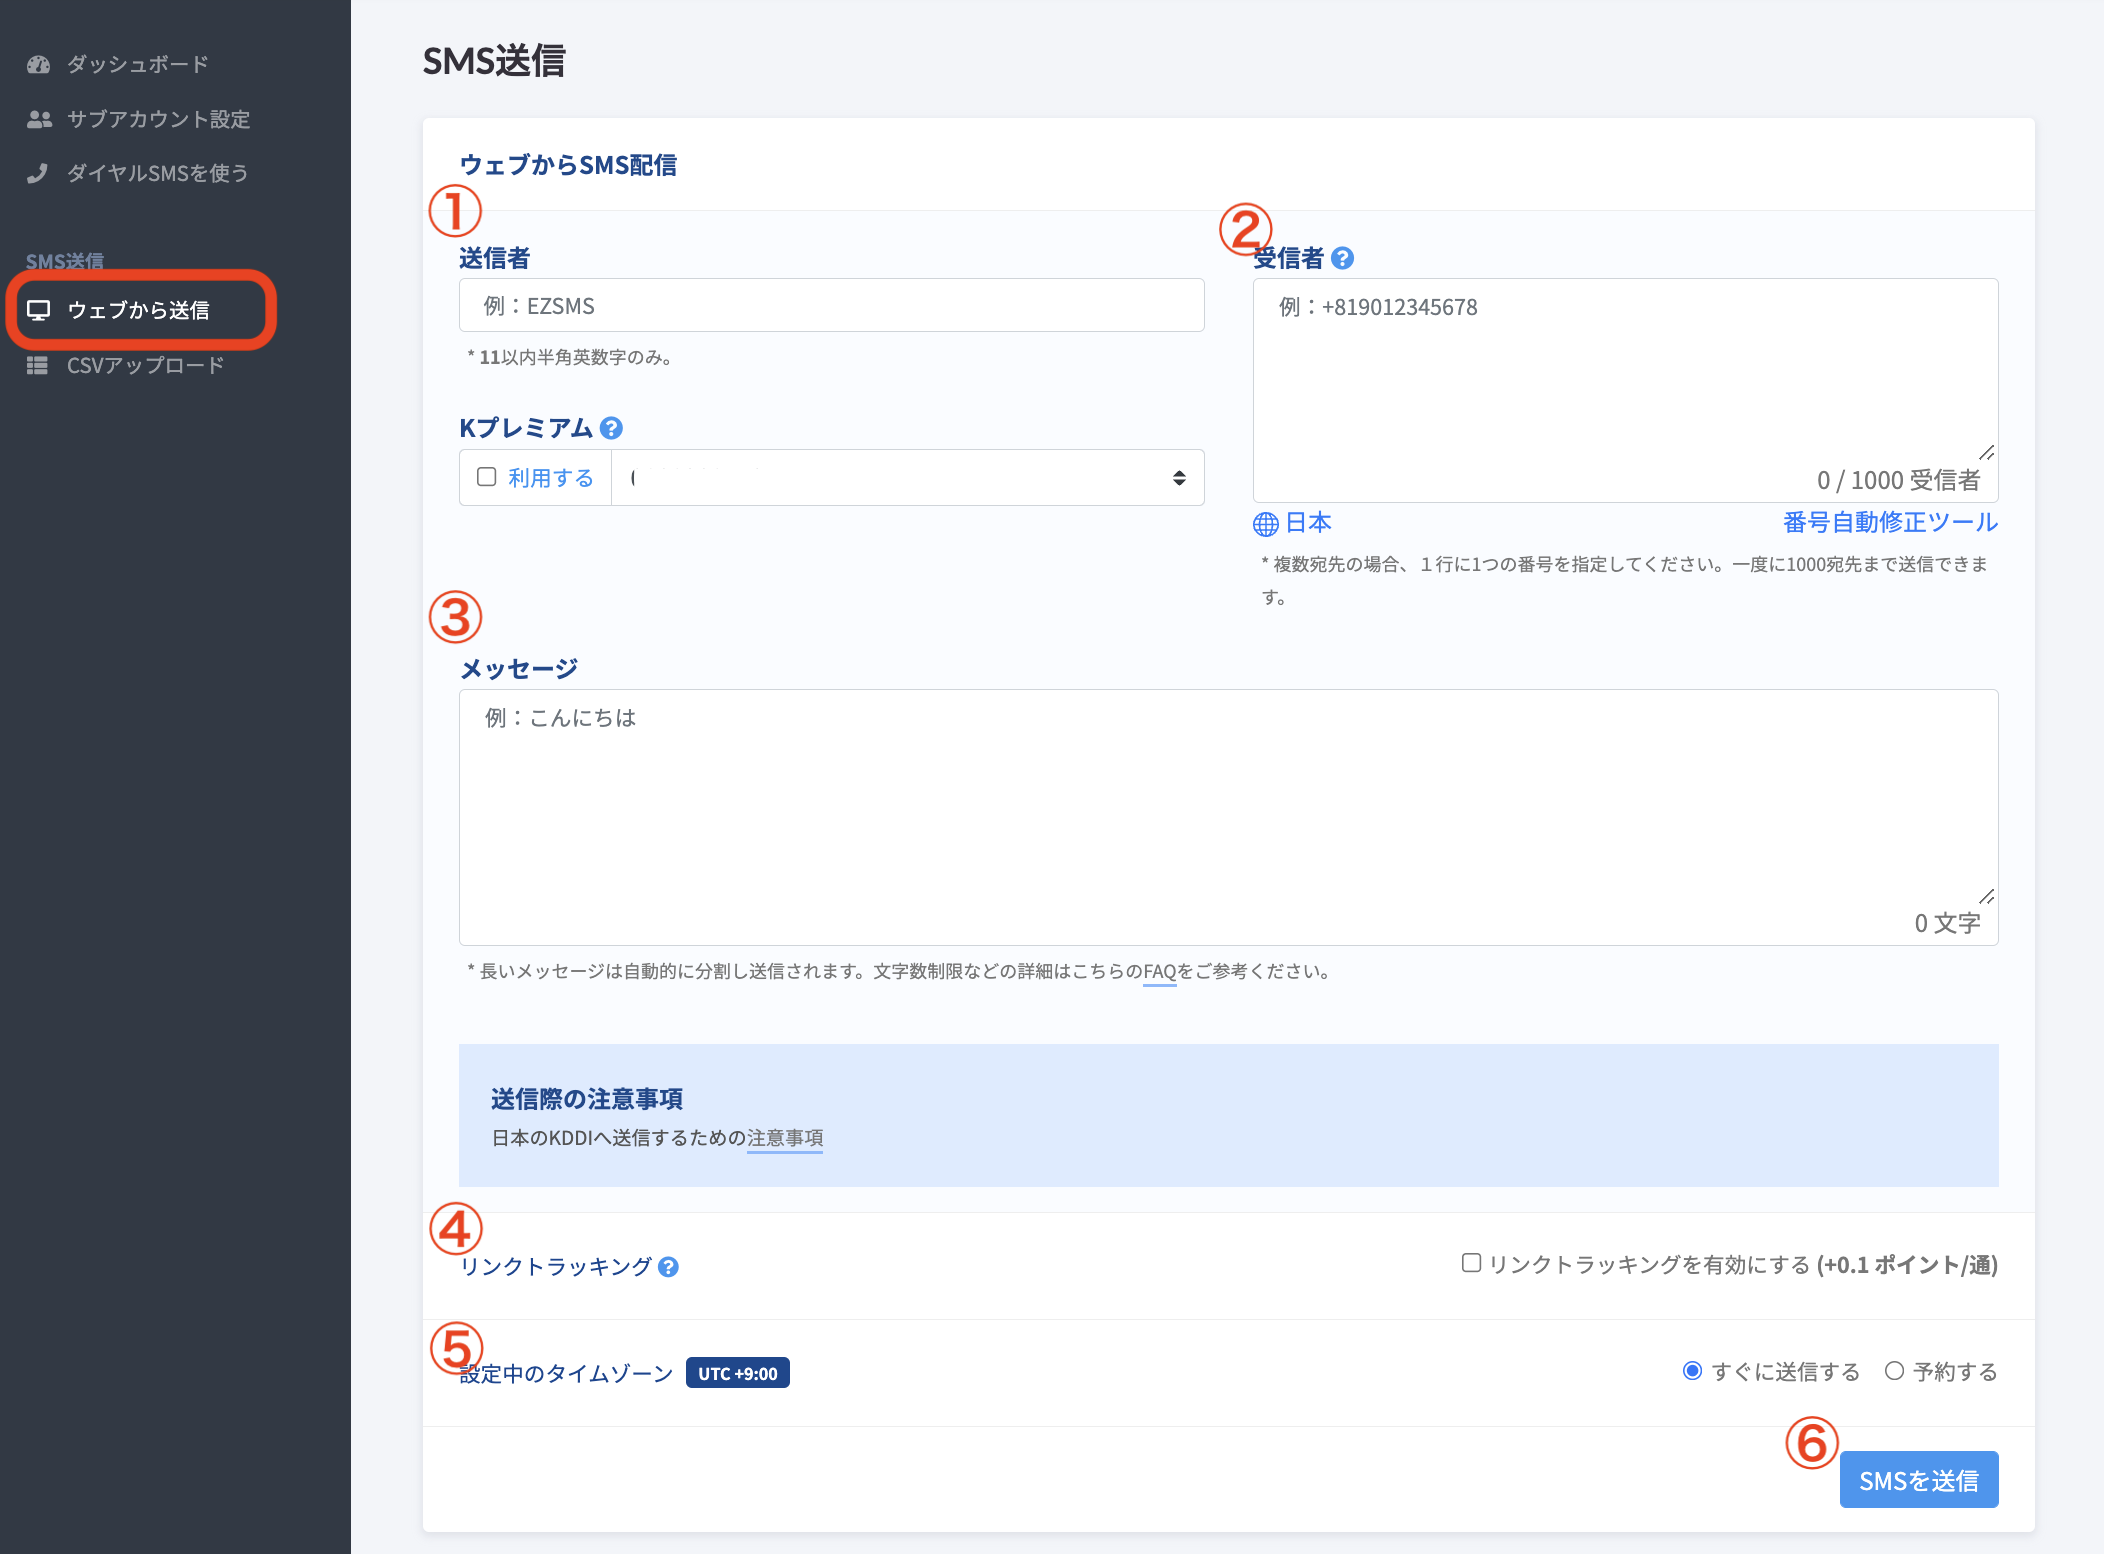 ダッシュボード
サブアカウント設定
ダイヤルSMSを使う
SMS送信
ウェブから送信
CSVアップロード
SMS送信
ウェブからSMS配信
①
送信者
例：EZSMS
* 11以内半角英数字のみ。
Kプレミアム ?
利用する
②
受信者 ?
例：+819012345678
0 / 1000 受信者
日本
番号自動修正ツール
* 複数宛先の場合、１行に1つの番号を指定してください。一度に1000宛先まで送信できま
す。
③
メッセージ
例：こんにちは
0 文字
* 長いメッセージは自動的に分割し送信されます。文字数制限などの詳細はこちらのFAQをご参考ください。
送信際の注意事項
日本のKDDIへ送信するための注意事項
④
リンクトラッキング ?
リンクトラッキングを有効にする (+0.1 ポイント/通)
⑤
設定中のタイムゾーン UTC +9:00
すぐに送信する 予約する
⑥
SMSを送信